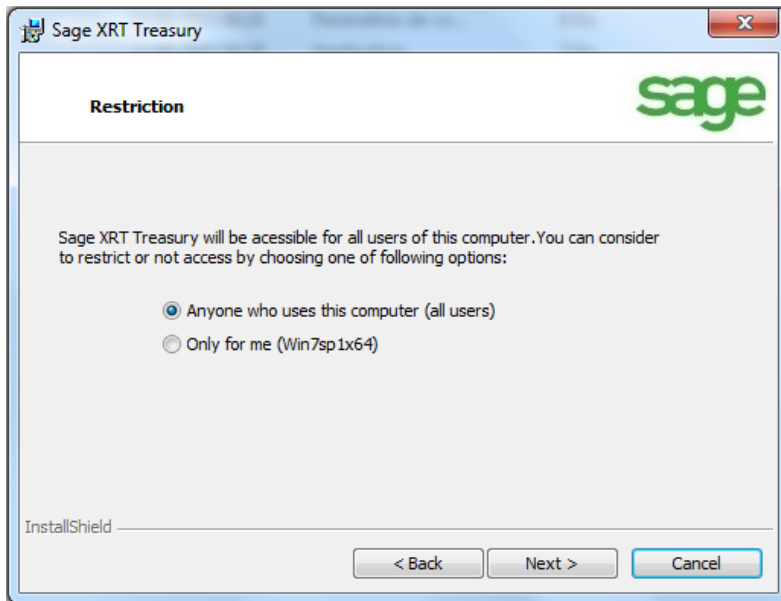 Sage XRT Treasury
Restriction
sage
Sage XRT Treasury will be acessible for all users of this computer.You can consider
to restrict or not access by choosing one of following options:
Anyone who uses this computer (all users)
Only for me (Win7sp1x64)
InstallShield
< Back
Next >
Cancel